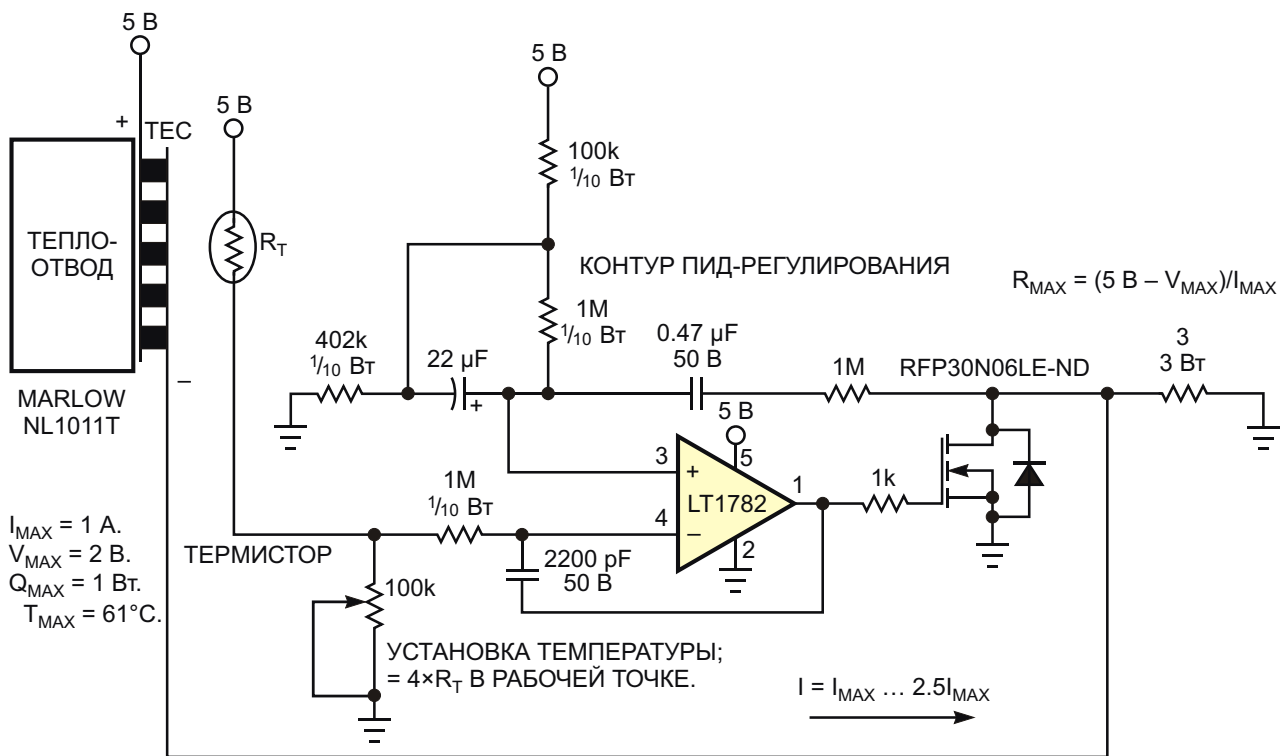 5 В
+
TEC
ТЕПЛО-
ОТВОД
–
MARLOW
NL1011T
I_MAX = 1 А.
V_MAX = 2 В.
Q_MAX = 1 Вт.
T_MAX = 61°C.
5 В
R_T
ТЕРМИСТОР
5 В
100k
1/10 Вт
КОНТУР ПИД-РЕГУЛИРОВАНИЯ
1M
1/10 Вт
402k
1/10 Вт
22 µF
+
0.47 µF
50 В
1M
RFP30N06LE-ND
R_MAX = (5 В – V_MAX)/I_MAX
3
3 Вт
5 В
3
+
5
1M
1/10 Вт
4
–
LT1782
1
2
1k
2200 pF
50 В
100k
УСТАНОВКА ТЕМПЕРАТУРЫ;
= 4×R_T В РАБОЧЕЙ ТОЧКЕ.
I = I_MAX … 2.5I_MAX